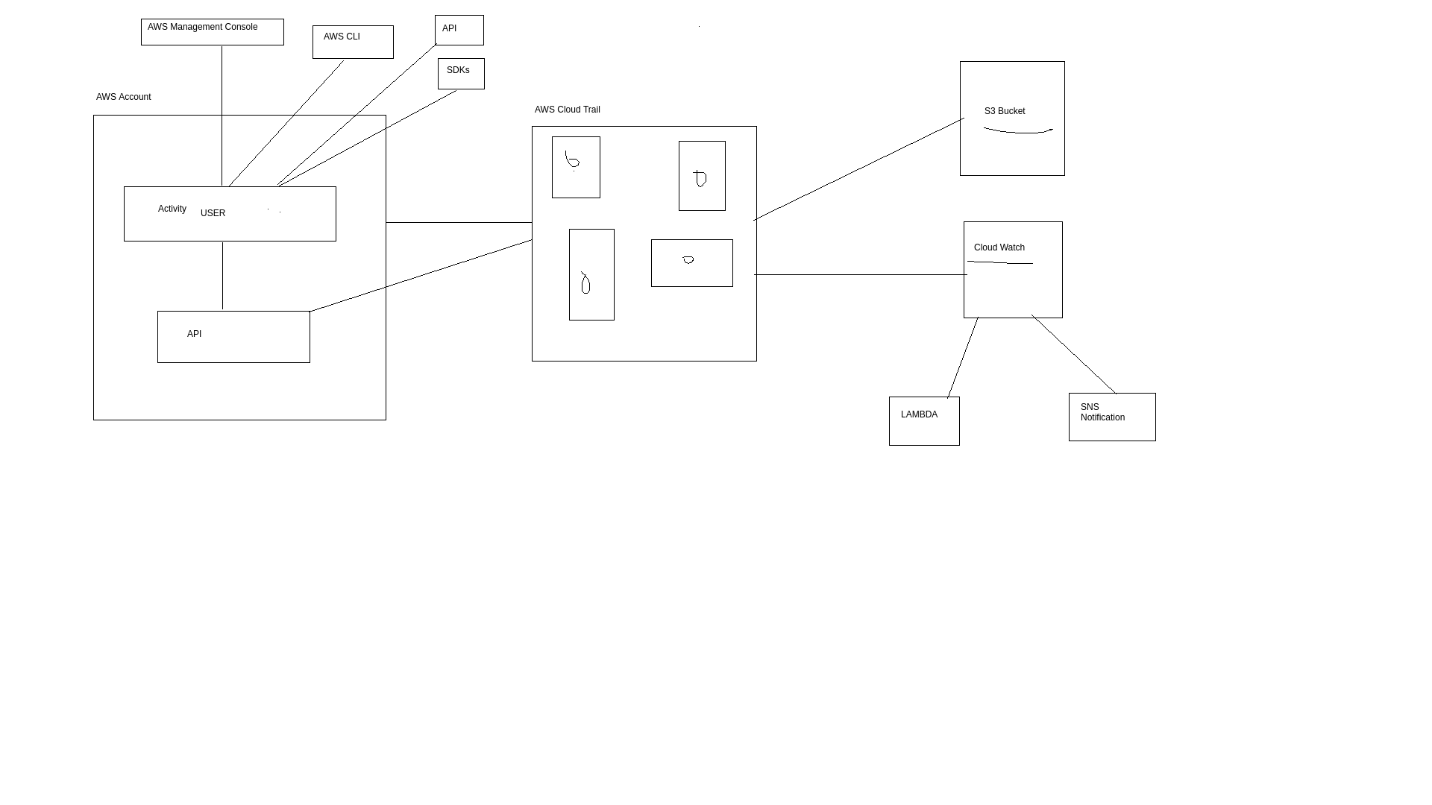 AWS Management Console
AWS CLI
API
SDKs
AWS Account
Activity
USER
API
AWS Cloud Trail
S3 Bucket
Cloud Watch
LAMBDA
SNS
Notification